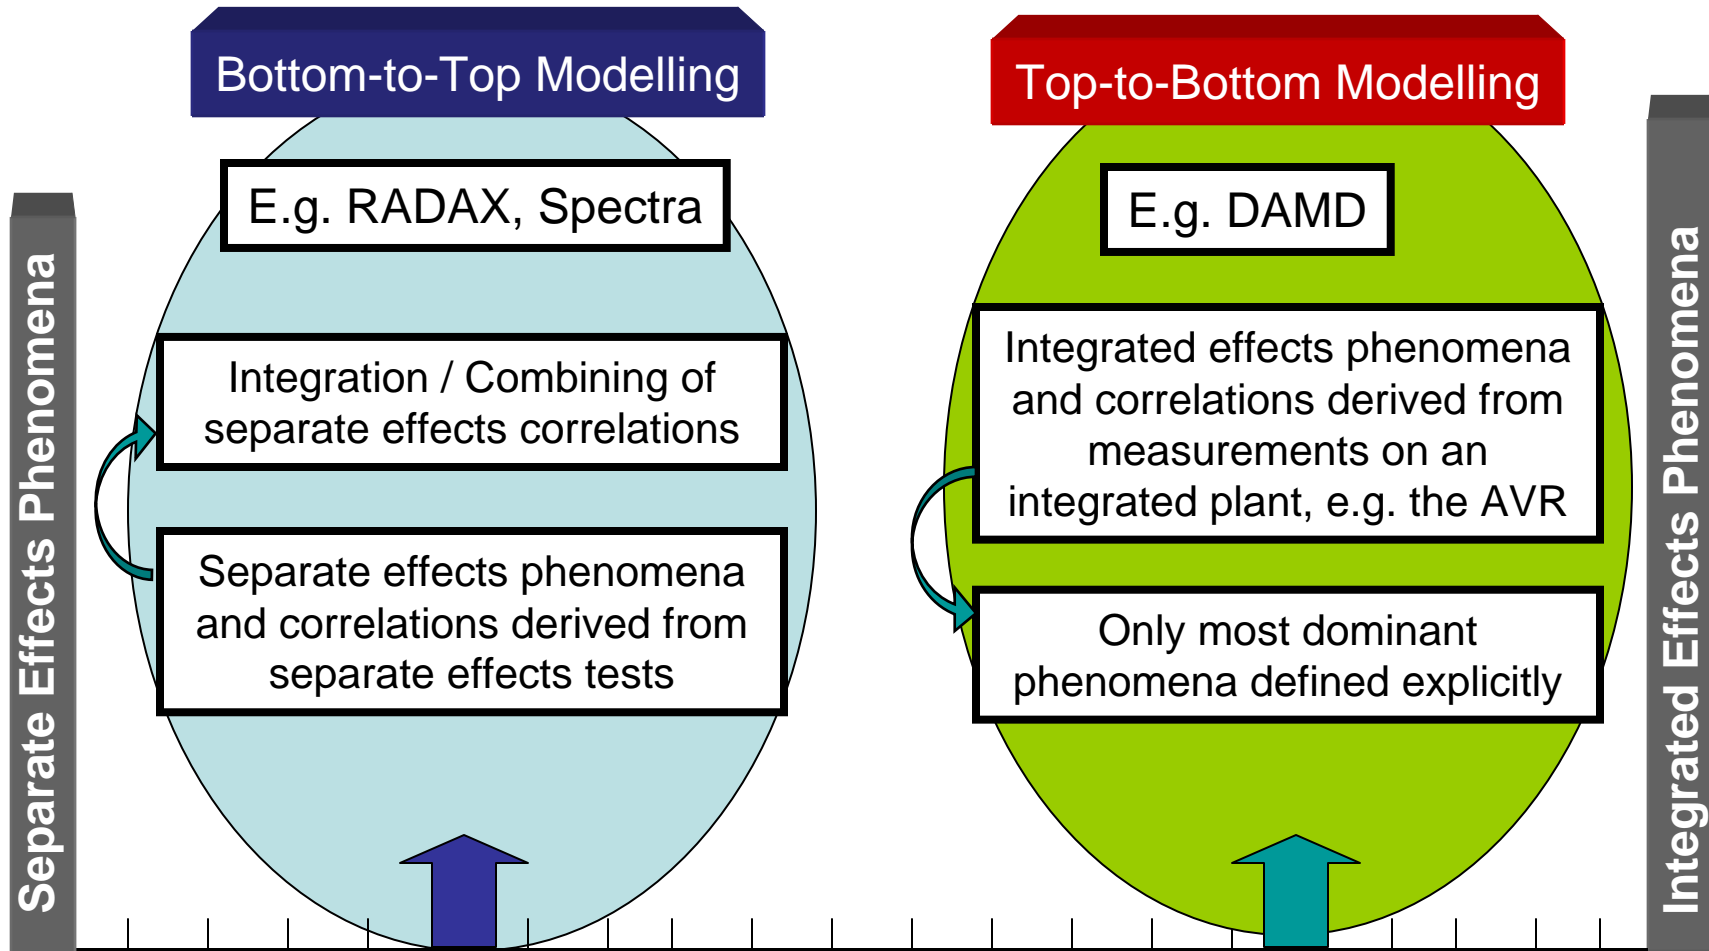 Bottom-to-Top Modelling
Top-to-Bottom Modelling
Separate Effects Phenomena
E.g. RADAX, Spectra
Integration / Combining of
separate effects correlations
Separate effects phenomena
and correlations derived from
separate effects tests
E.g. DAMD
Integrated effects phenomena
and correlations derived from
measurements on an
integrated plant, e.g. the AVR
Only most dominant
phenomena defined explicitly
Integrated Effects Phenomena